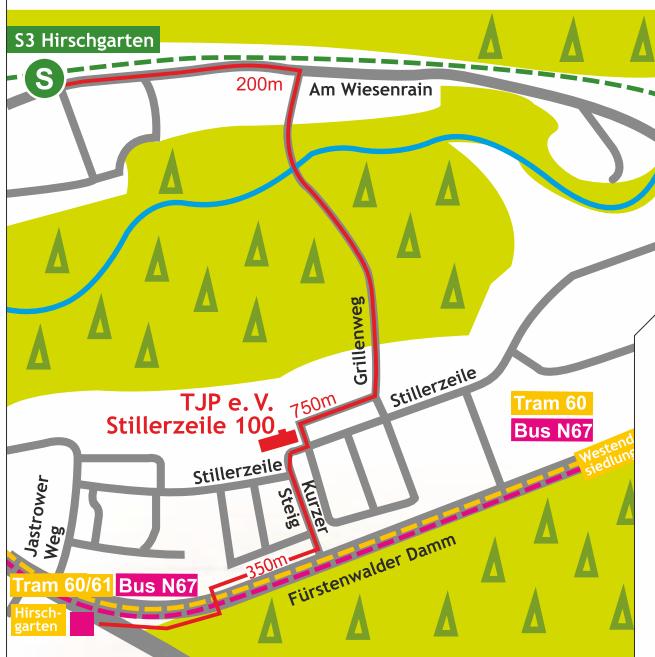 S3 Hirschgarten
S
200m
Am Wiesenrain
Grillenweg
TJP e. V.
Stillerzeile 100
750m
Stillerzeile
Tram 60
Bus N67
Westend
siedlung
Stillerzeile
Kurzer
Steig
Jastrower
Weg
350m
Fürstenwalder Damm
Tram 60/61
Bus N67
Hirsch-
garten